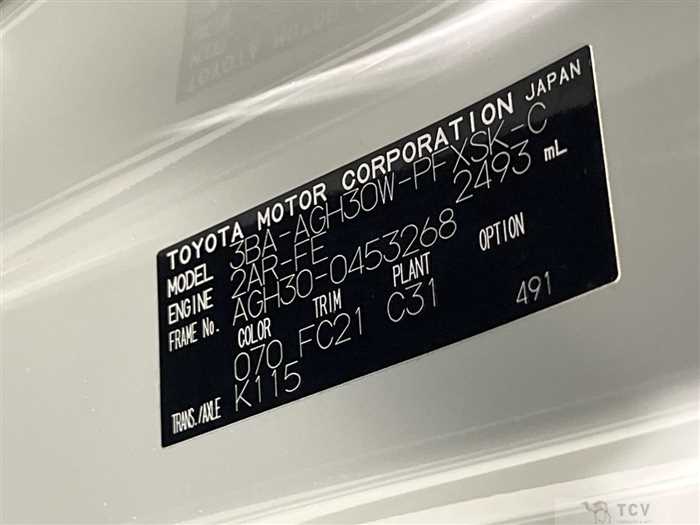 TOYOTA MOTOR CORPORATION JAPAN
MODEL 3BA-AGH30W-PFXSK-C
ENGINE 2AR-FE 2493 mL
FRAME No. AGH30-0453268
COLOR TRIM PLANT OPTION
070 FC21 C31 491
TRANS./AXLE K115
TCV